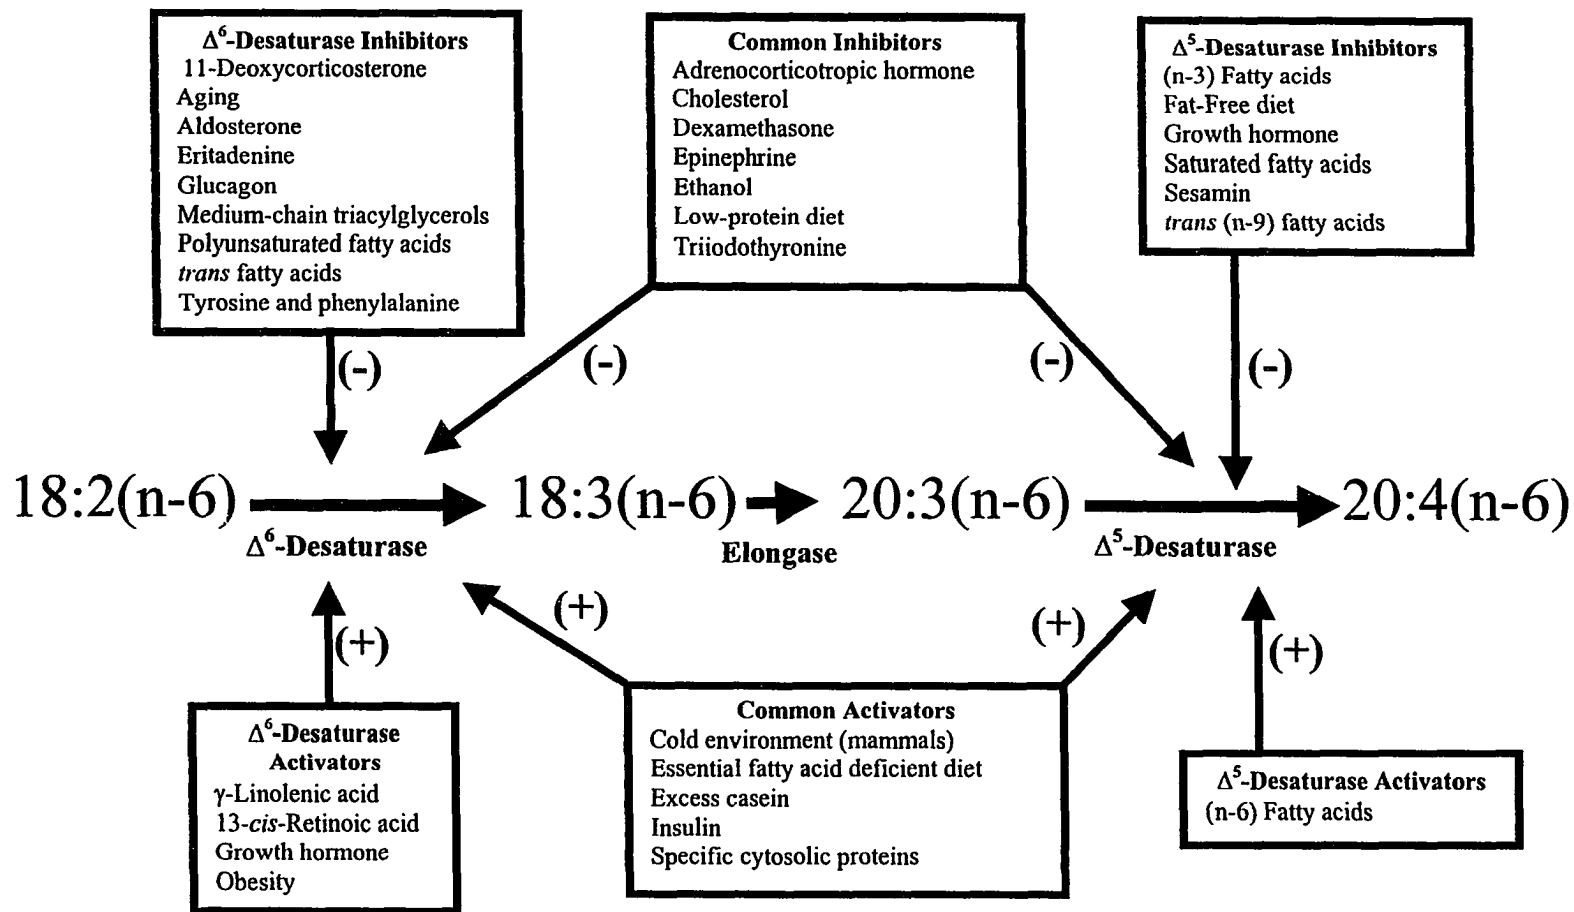 Δ⁶-Desaturase Inhibitors
11-Deoxycorticosterone
Aging
Aldosterone
Eritadenine
Glucagon
Medium-chain triacylglycerols
Polyunsaturated fatty acids
trans fatty acids
Tyrosine and phenylalanine
Common Inhibitors
Adrenocorticotropic hormone
Cholesterol
Dexamethasone
Epinephrine
Ethanol
Low-protein diet
Triiodothyronine
Δ⁵-Desaturase Inhibitors
(n-3) Fatty acids
Fat-Free diet
Growth hormone
Saturated fatty acids
Sesamin
trans (n-9) fatty acids
(-)
(-)
(-)
(-)
18:2(n-6)
18:3(n-6)
20:3(n-6)
20:4(n-6)
Δ⁶-Desaturase
Elongase
Δ⁵-Desaturase
(+)
(+)
(+)
(+)
Δ⁶-Desaturase
Activators
γ-Linolenic acid
13-cis-Retinoic acid
Growth hormone
Obesity
Common Activators
Cold environment (mammals)
Essential fatty acid deficient diet
Excess casein
Insulin
Specific cytosolic proteins
Δ⁵-Desaturase Activators
(n-6) Fatty acids